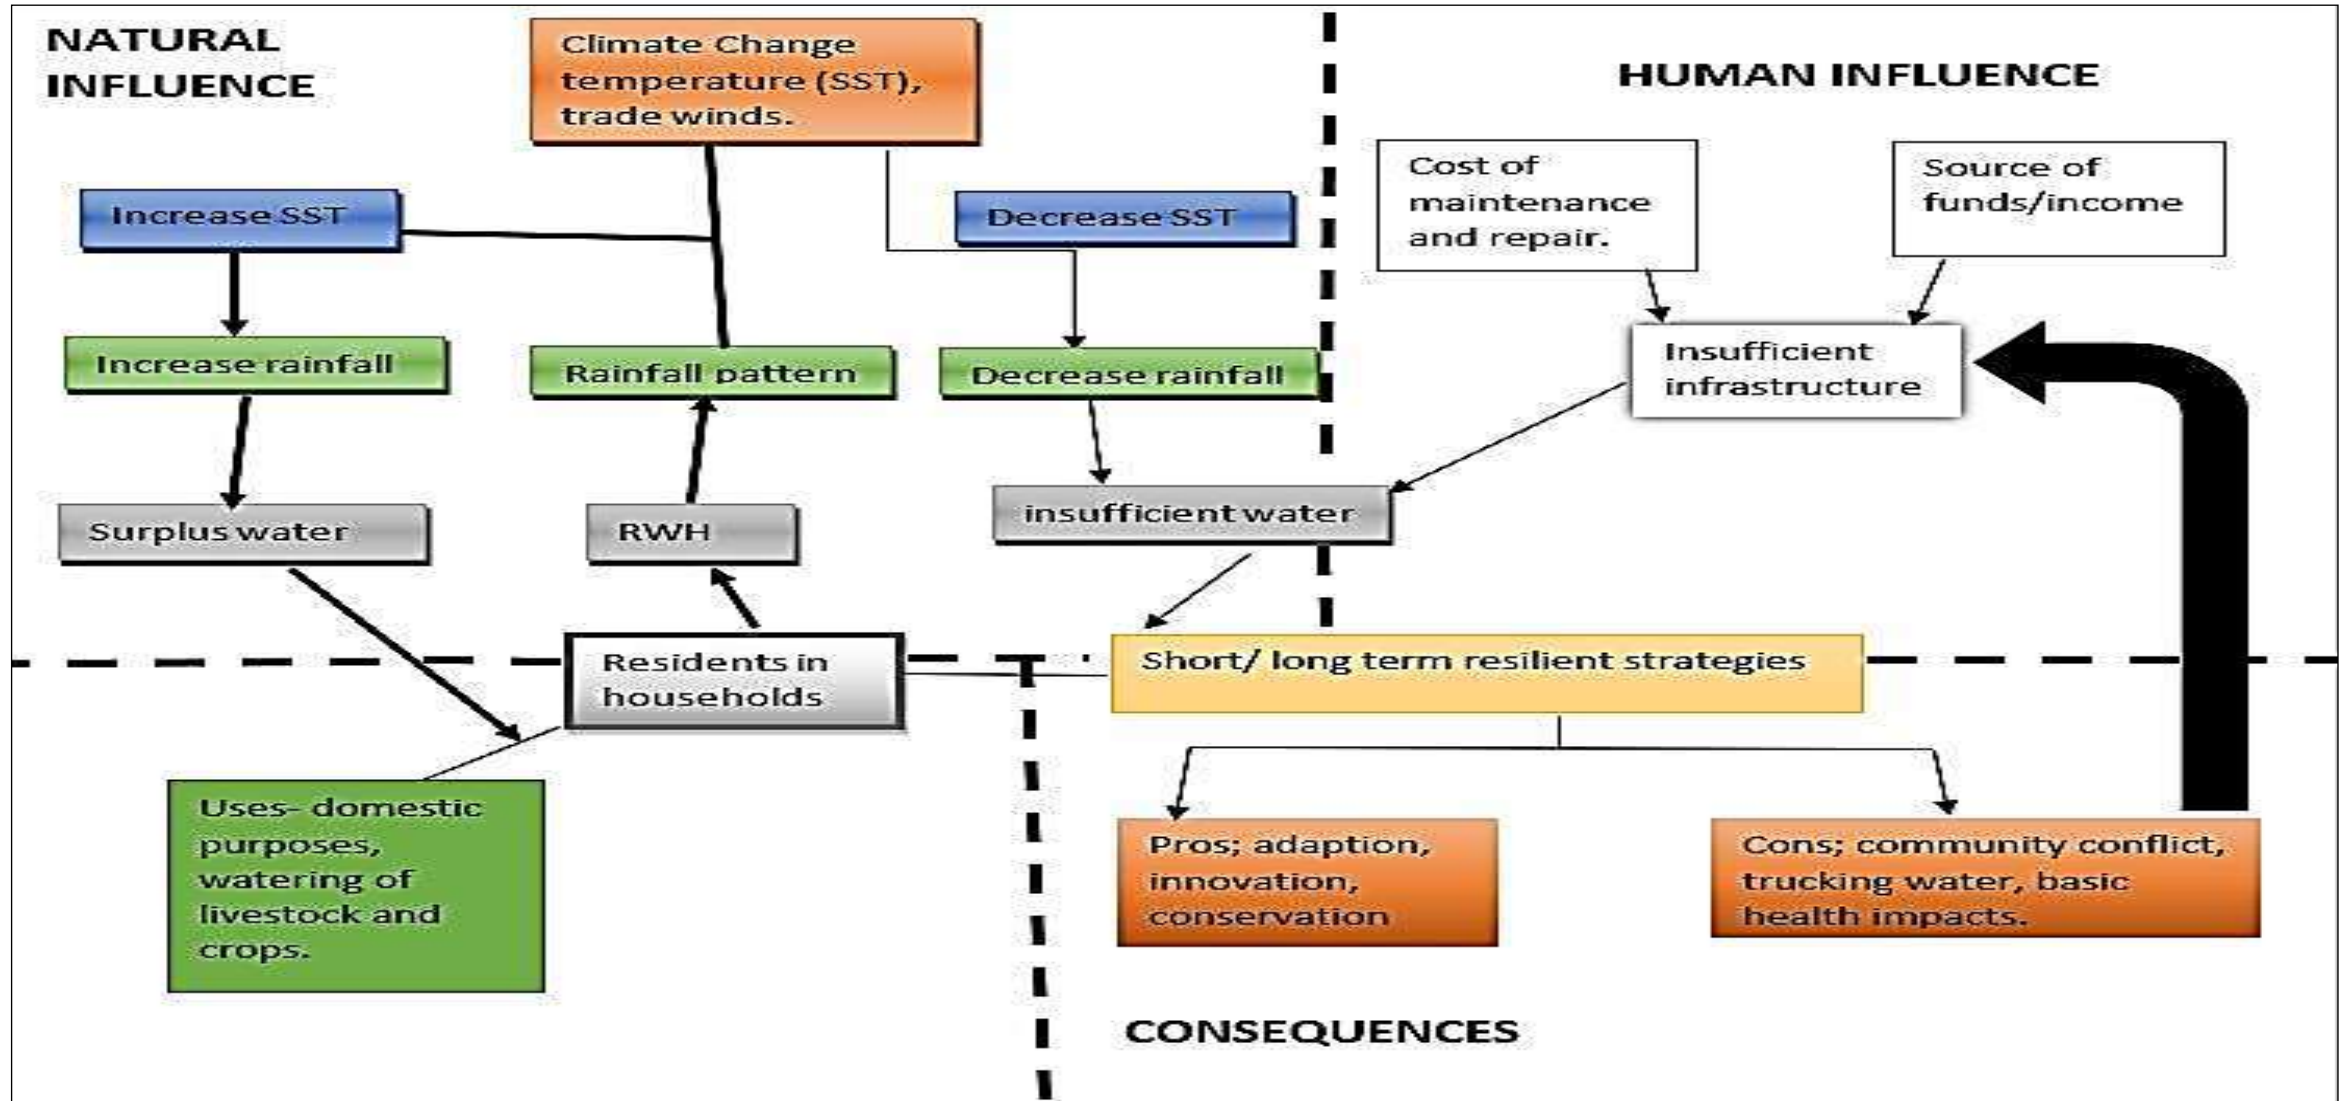 NATURAL
INFLUENCE
Climate Change
temperature (SST),
trade winds.
HUMAN INFLUENCE
Cost of
maintenance
and repair.
Source of
funds/income
Increase SST
Decrease SST
Increase rainfall
Rainfall pattern
Decrease rainfall
Insufficient
infrastructure
Surplus water
RWH
insufficient water
Residents in
households
Short/ long term resilient strategies
Uses- domestic
purposes,
watering of
livestock and
crops.
Pros; adaption,
innovation,
conservation
Cons; community conflict,
trucking water, basic
health impacts.
CONSEQUENCES